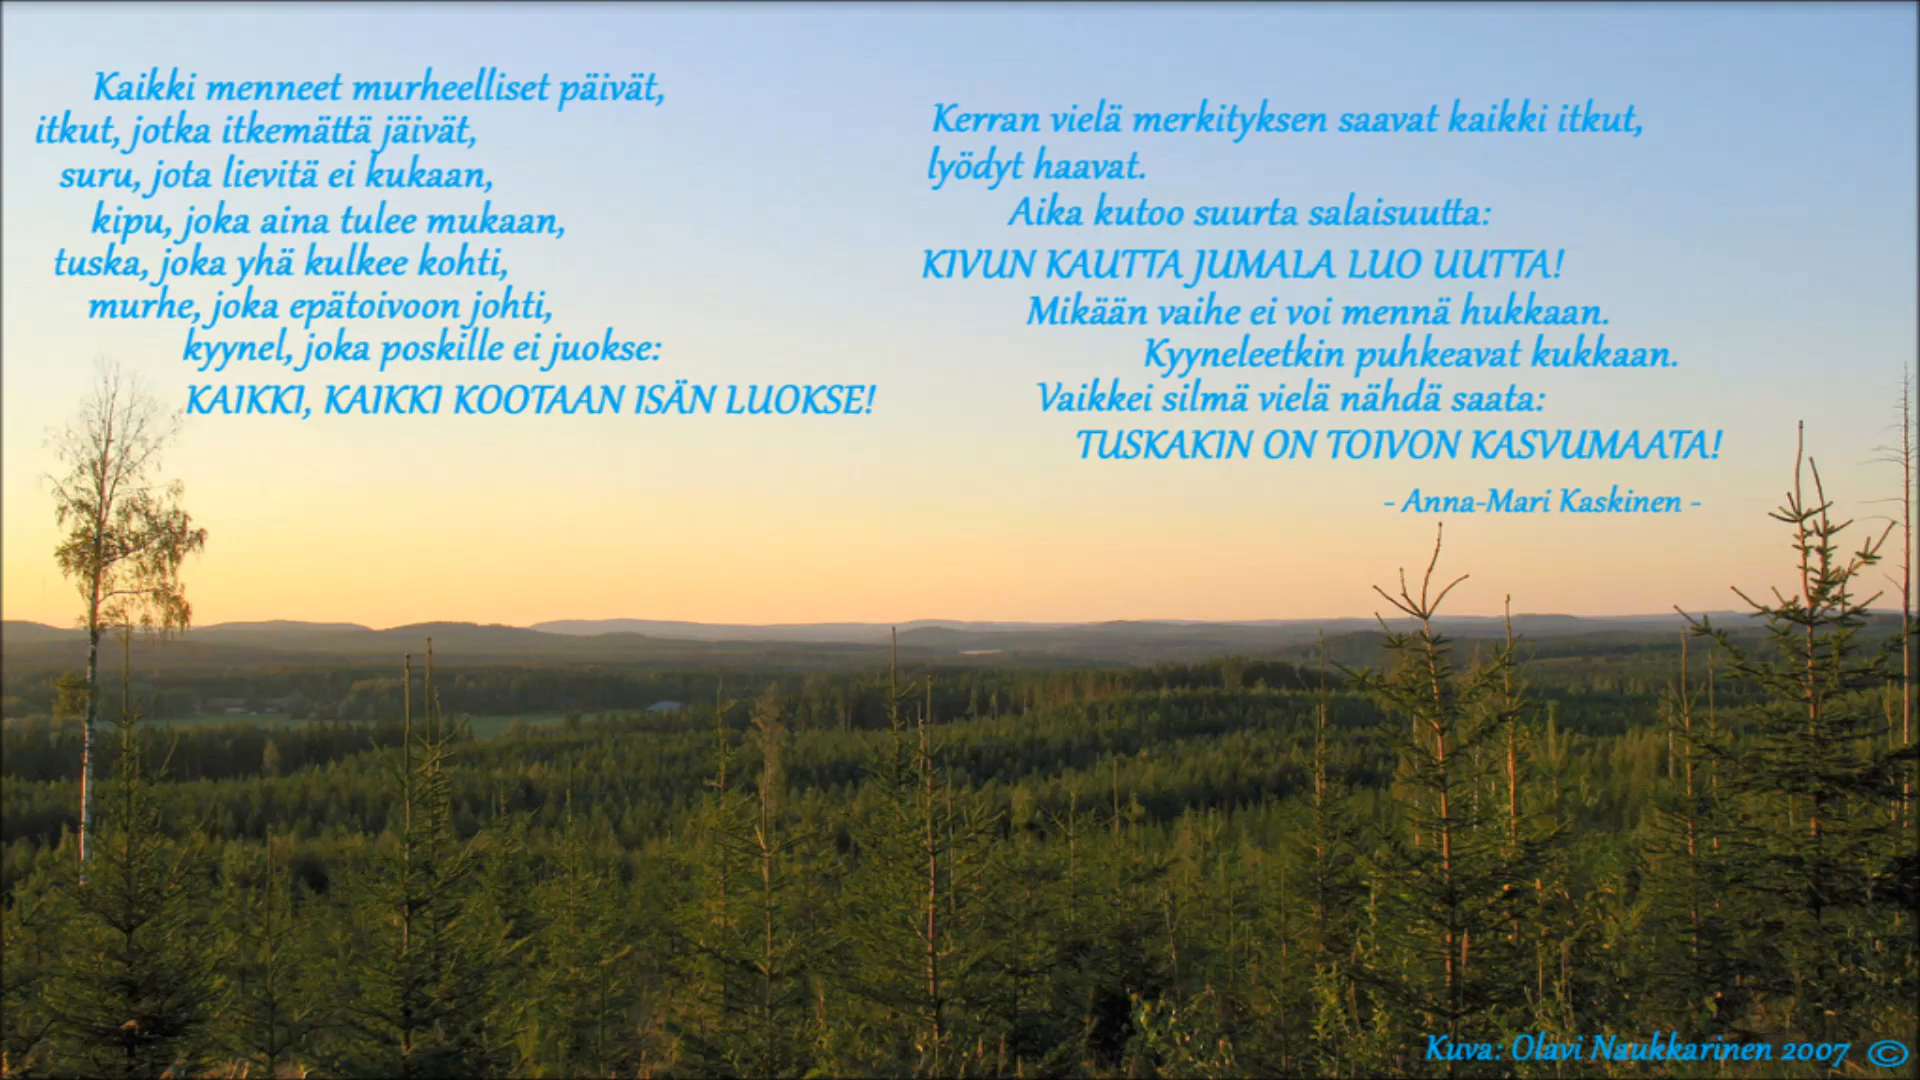 Kaikki menneet murheelliset päivät,
itkut, jotka itkemättä jäivät,
suru, jota lievitä ei kukaan,
kipu, joka aina tulee mukaan,
tuska, joka yhä kulkee kohti,
murhe, joka epätoivoon johti,
kyynel, joka poskille ei juokse:
KAIKKI, KAIKKI KOOTAAN ISÄN LUOKSE!
Kerran vielä merkityksen saavat kaikki itkut,
lyödyt haavat.
Aika kutoo suurta salaisuutta:
KIVUN KAUTTA JUMALA LUO UUTTA!
Mikään vaihe ei voi mennä hukkaan.
Kyyneleetkin puhkeavat kukkaan.
Vaikkei silmä vielä nähdä saata:
TUSKAKIN ON TOIVON KASVUMAATA!
- Anna-Mari Kaskinen -
Kuva: Olavi Naukkarinen 2007 ©